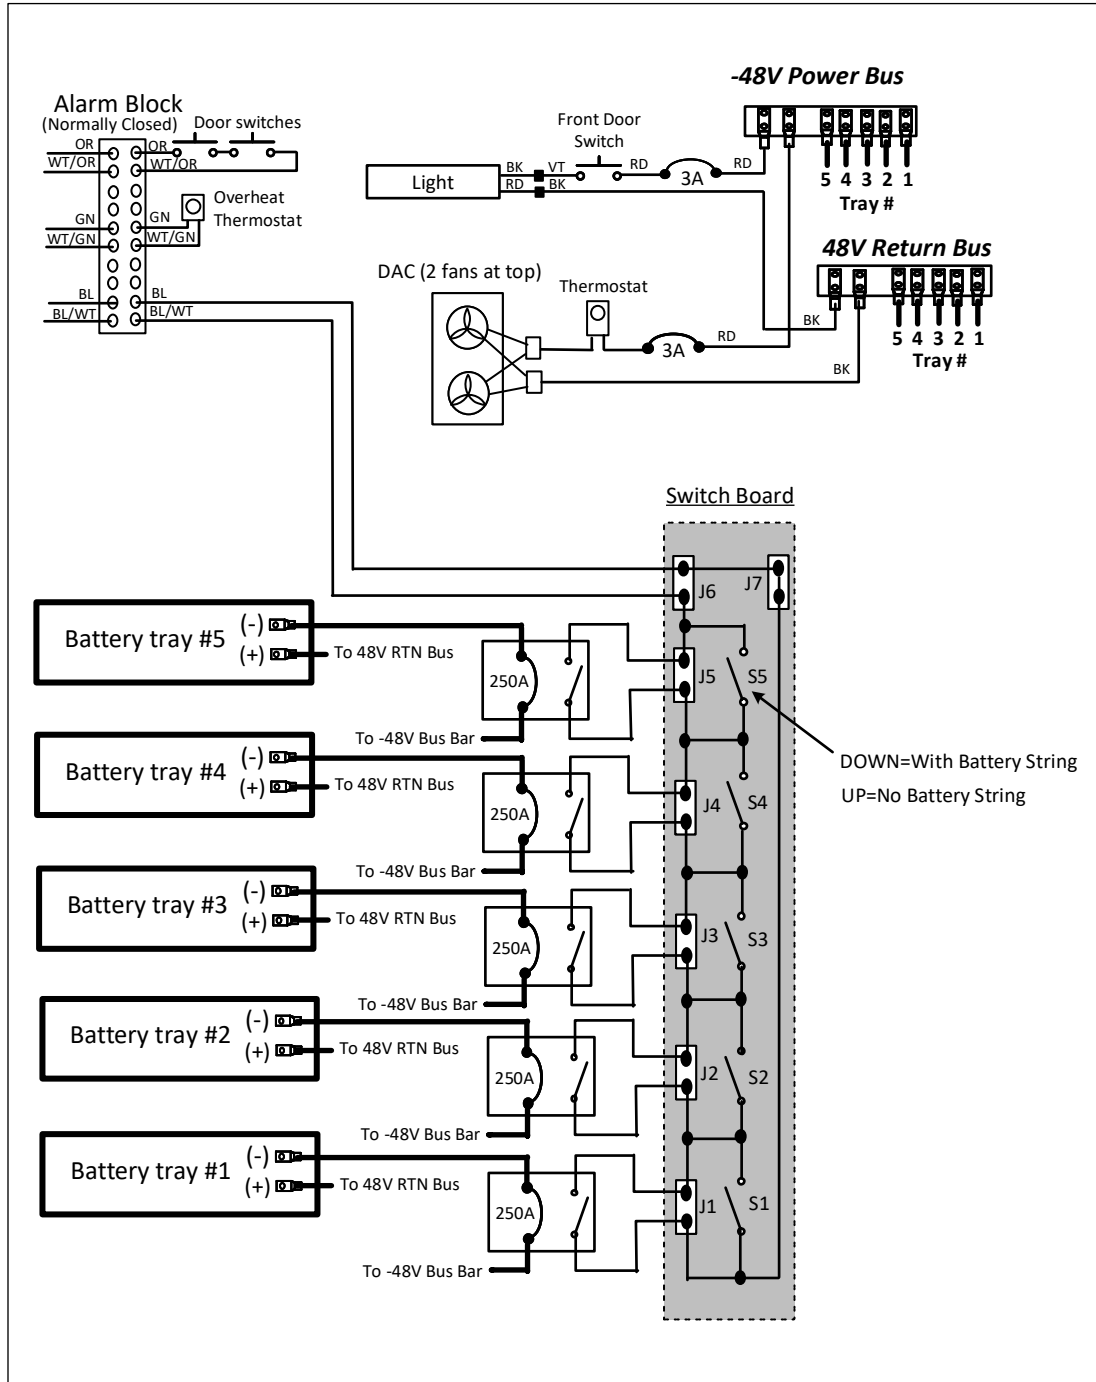 -48V Power Bus
Alarm Block
(Normally Closed)
Door switches
OR
OR
WT/OR
WT/OR
Front Door
Switch
BK
VT
RD
RD
Light
RD
BK
3A
5 4 3 2 1
Tray #
Overheat
Thermostat
GN
GN
WT/GN
WT/GN
48V Return Bus
DAC (2 fans at top)
Thermostat
BL
BL
BL/WT
BL/WT
BK
RD
3A
5 4 3 2 1
Tray #
BK
Switch Board
J6
J7
Battery tray #5
(-)
(+)
To 48V RTN Bus
250A
J5
S5
To -48V Bus Bar
DOWN=With Battery String
UP=No Battery String
Battery tray #4
(-)
(+)
To 48V RTN Bus
250A
J4
S4
To -48V Bus Bar
Battery tray #3
(-)
(+)
To 48V RTN Bus
250A
J3
S3
To -48V Bus Bar
Battery tray #2
(-)
(+)
To 48V RTN Bus
250A
J2
S2
To -48V Bus Bar
Battery tray #1
(-)
(+)
To 48V RTN Bus
250A
J1
S1
To -48V Bus Bar